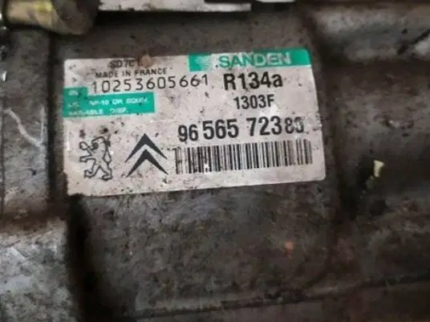 SANDEN
MADE IN FRANCE
10253605661 R134a
1303F
96 565 723 80